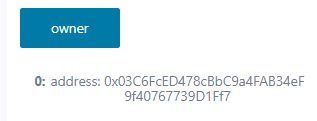 owner
0: address: 0x03C6FcED478cBbC9a4FAB34eF
9f40767739D1Ff7